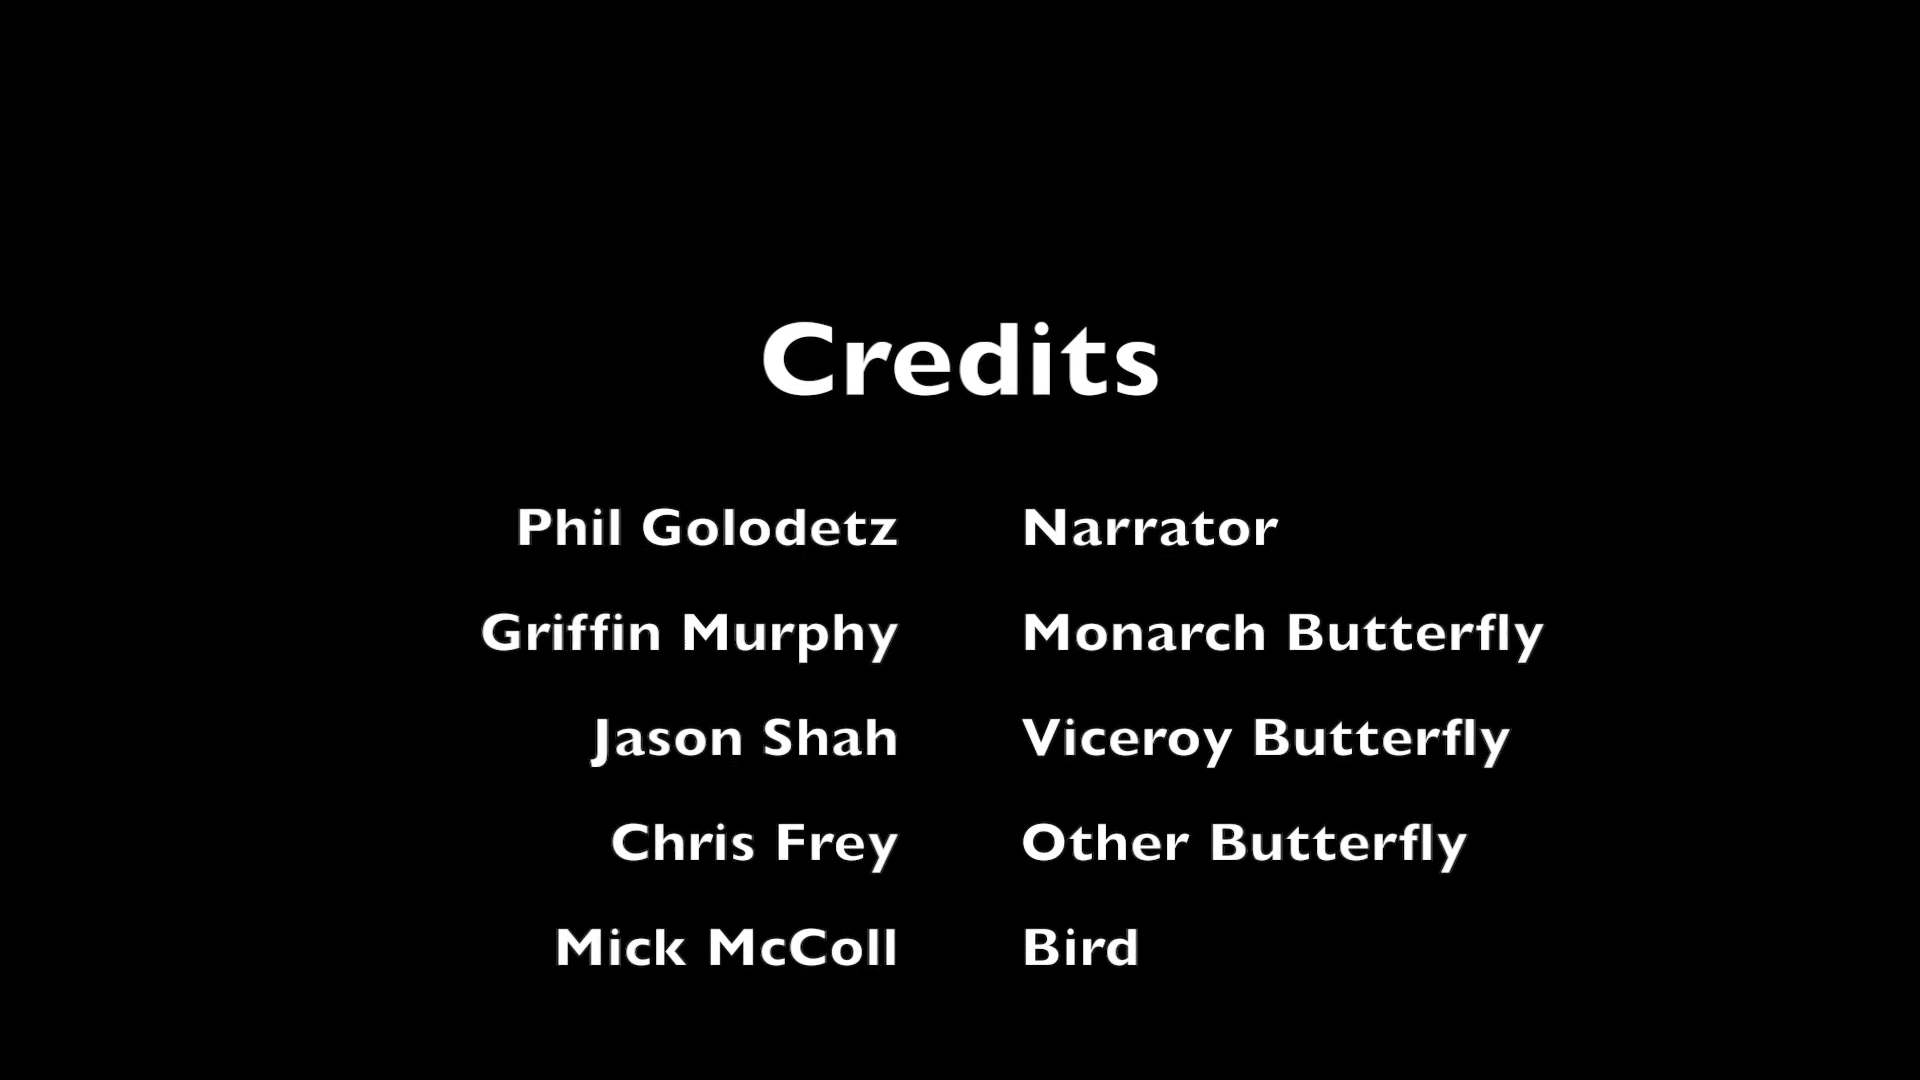 Credits
Phil Golodetz Narrator
Griffin Murphy Monarch Butterfly
Jason Shah Viceroy Butterfly
Chris Frey Other Butterfly
Mick McColl Bird